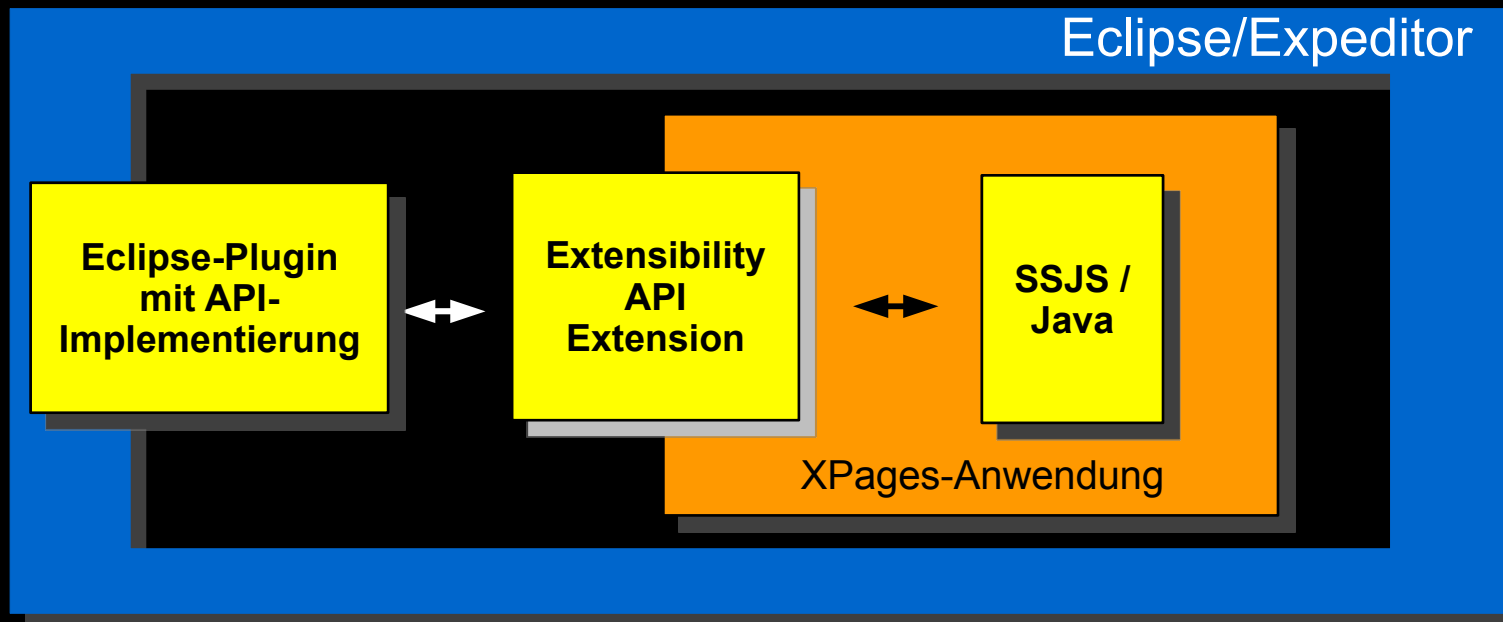 Eclipse/Expeditor
Eclipse-Plugin
mit API-
Implementierung
Extensibility
API
Extension
SSJS /
Java
XPages-Anwendung